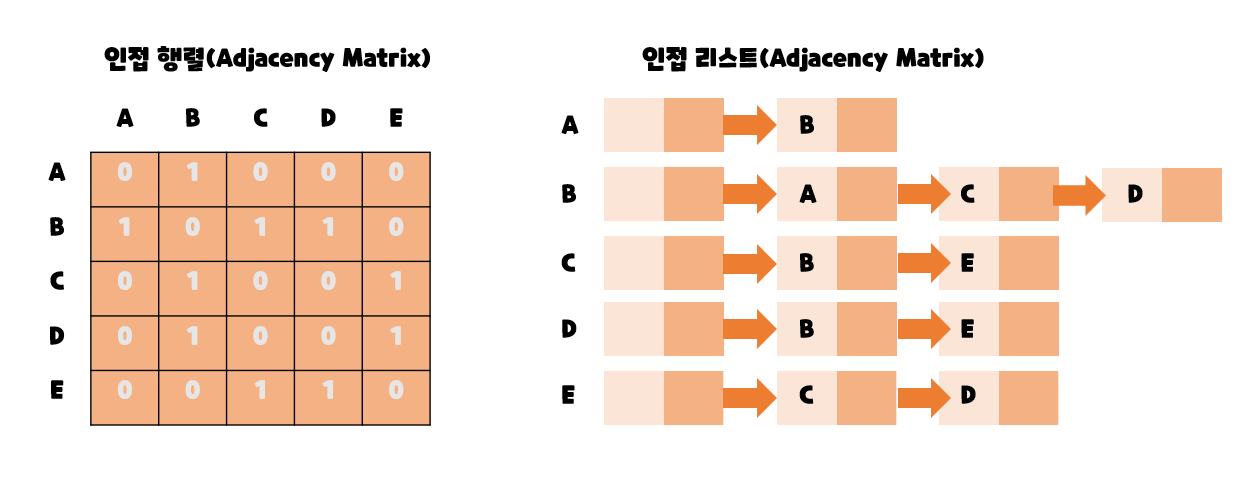 인접 행렬(Adjacency Matrix)
A B C D E
A 0 1 0 0 0
B 1 0 1 1 0
C 0 1 0 0 1
D 0 1 0 0 1
E 0 0 1 1 0
인접 리스트(Adjacency Matrix)
A B
B A C D
C B E
D B E
E C D